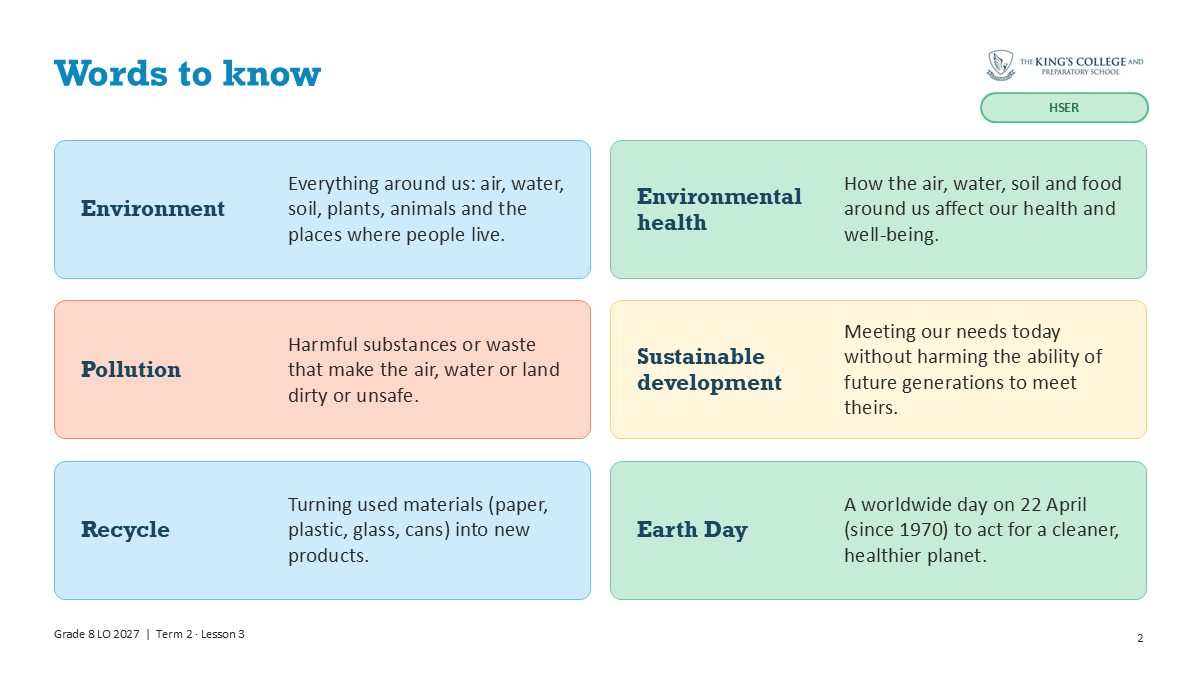 Words to know
THE KING'S COLLEGE AND
PREPARATORY SCHOOL
HSER
Environment
Everything around us: air, water,
soil, plants, animals and the
places where people live.
Environmental
health
How the air, water, soil and food
around us affect our health and
well-being.
Pollution
Harmful substances or waste
that make the air, water or land
dirty or unsafe.
Sustainable
development
Meeting our needs today
without harming the ability of
future generations to meet
theirs.
Recycle
Turning used materials (paper,
plastic, glass, cans) into new
products.
Earth Day
A worldwide day on 22 April
(since 1970) to act for a cleaner,
healthier planet.
Grade 8 LO 2027 | Term 2 · Lesson 3
2